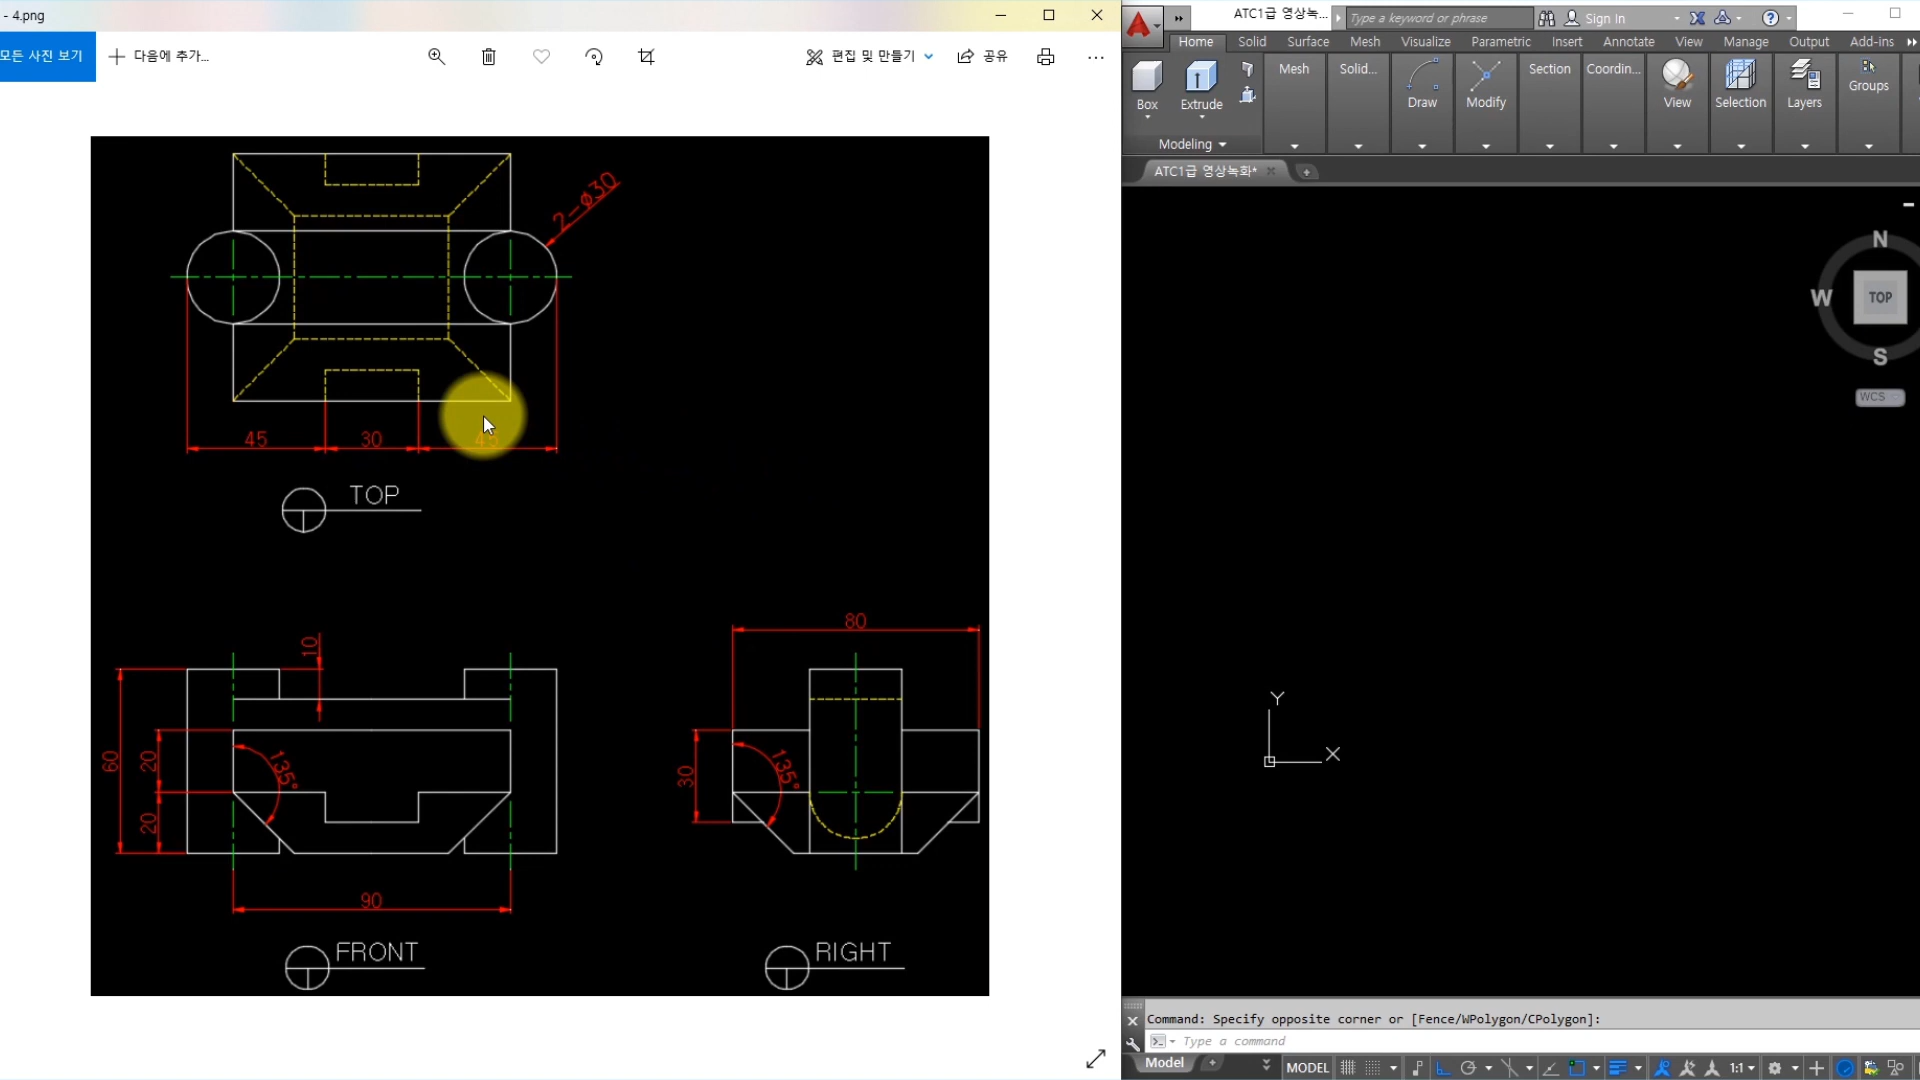 - 4.png
모든 사진 보기
다음에 추가...
편집 및 만들기
공유
2-ø30
45
30
45
TOP
10
60
20
20
135°
90
FRONT
80
30
135°
RIGHT
ATC1급 영상녹...
Type a keyword or phrase
Sign In
Home Solid Surface Mesh Visualize Parametric Insert Annotate View Manage Output Add-ins
Box
Extrude
Mesh
Solid...
Draw
Modify
Section
Coordin...
View
Selection
Layers
Groups
Modeling
ATC1급 영상녹화*
N
W
TOP
S
WCS
Y
X
Command: Specify opposite corner or [Fence/WPolygon/CPolygon]:
Type a command
Model
MODEL
1:1